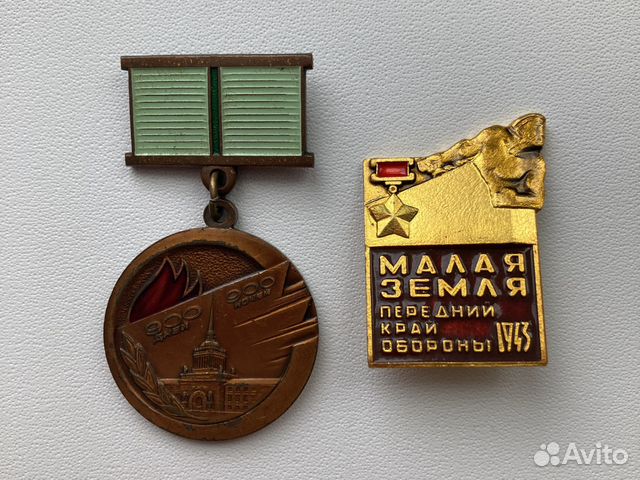 900
ДНЕЙ
900
НОЧЕЙ
МАЛАЯ
ЗЕМЛЯ
ПЕРЕДНИЙ
КРАЙ
ОБОРОНЫ 1943
Avito